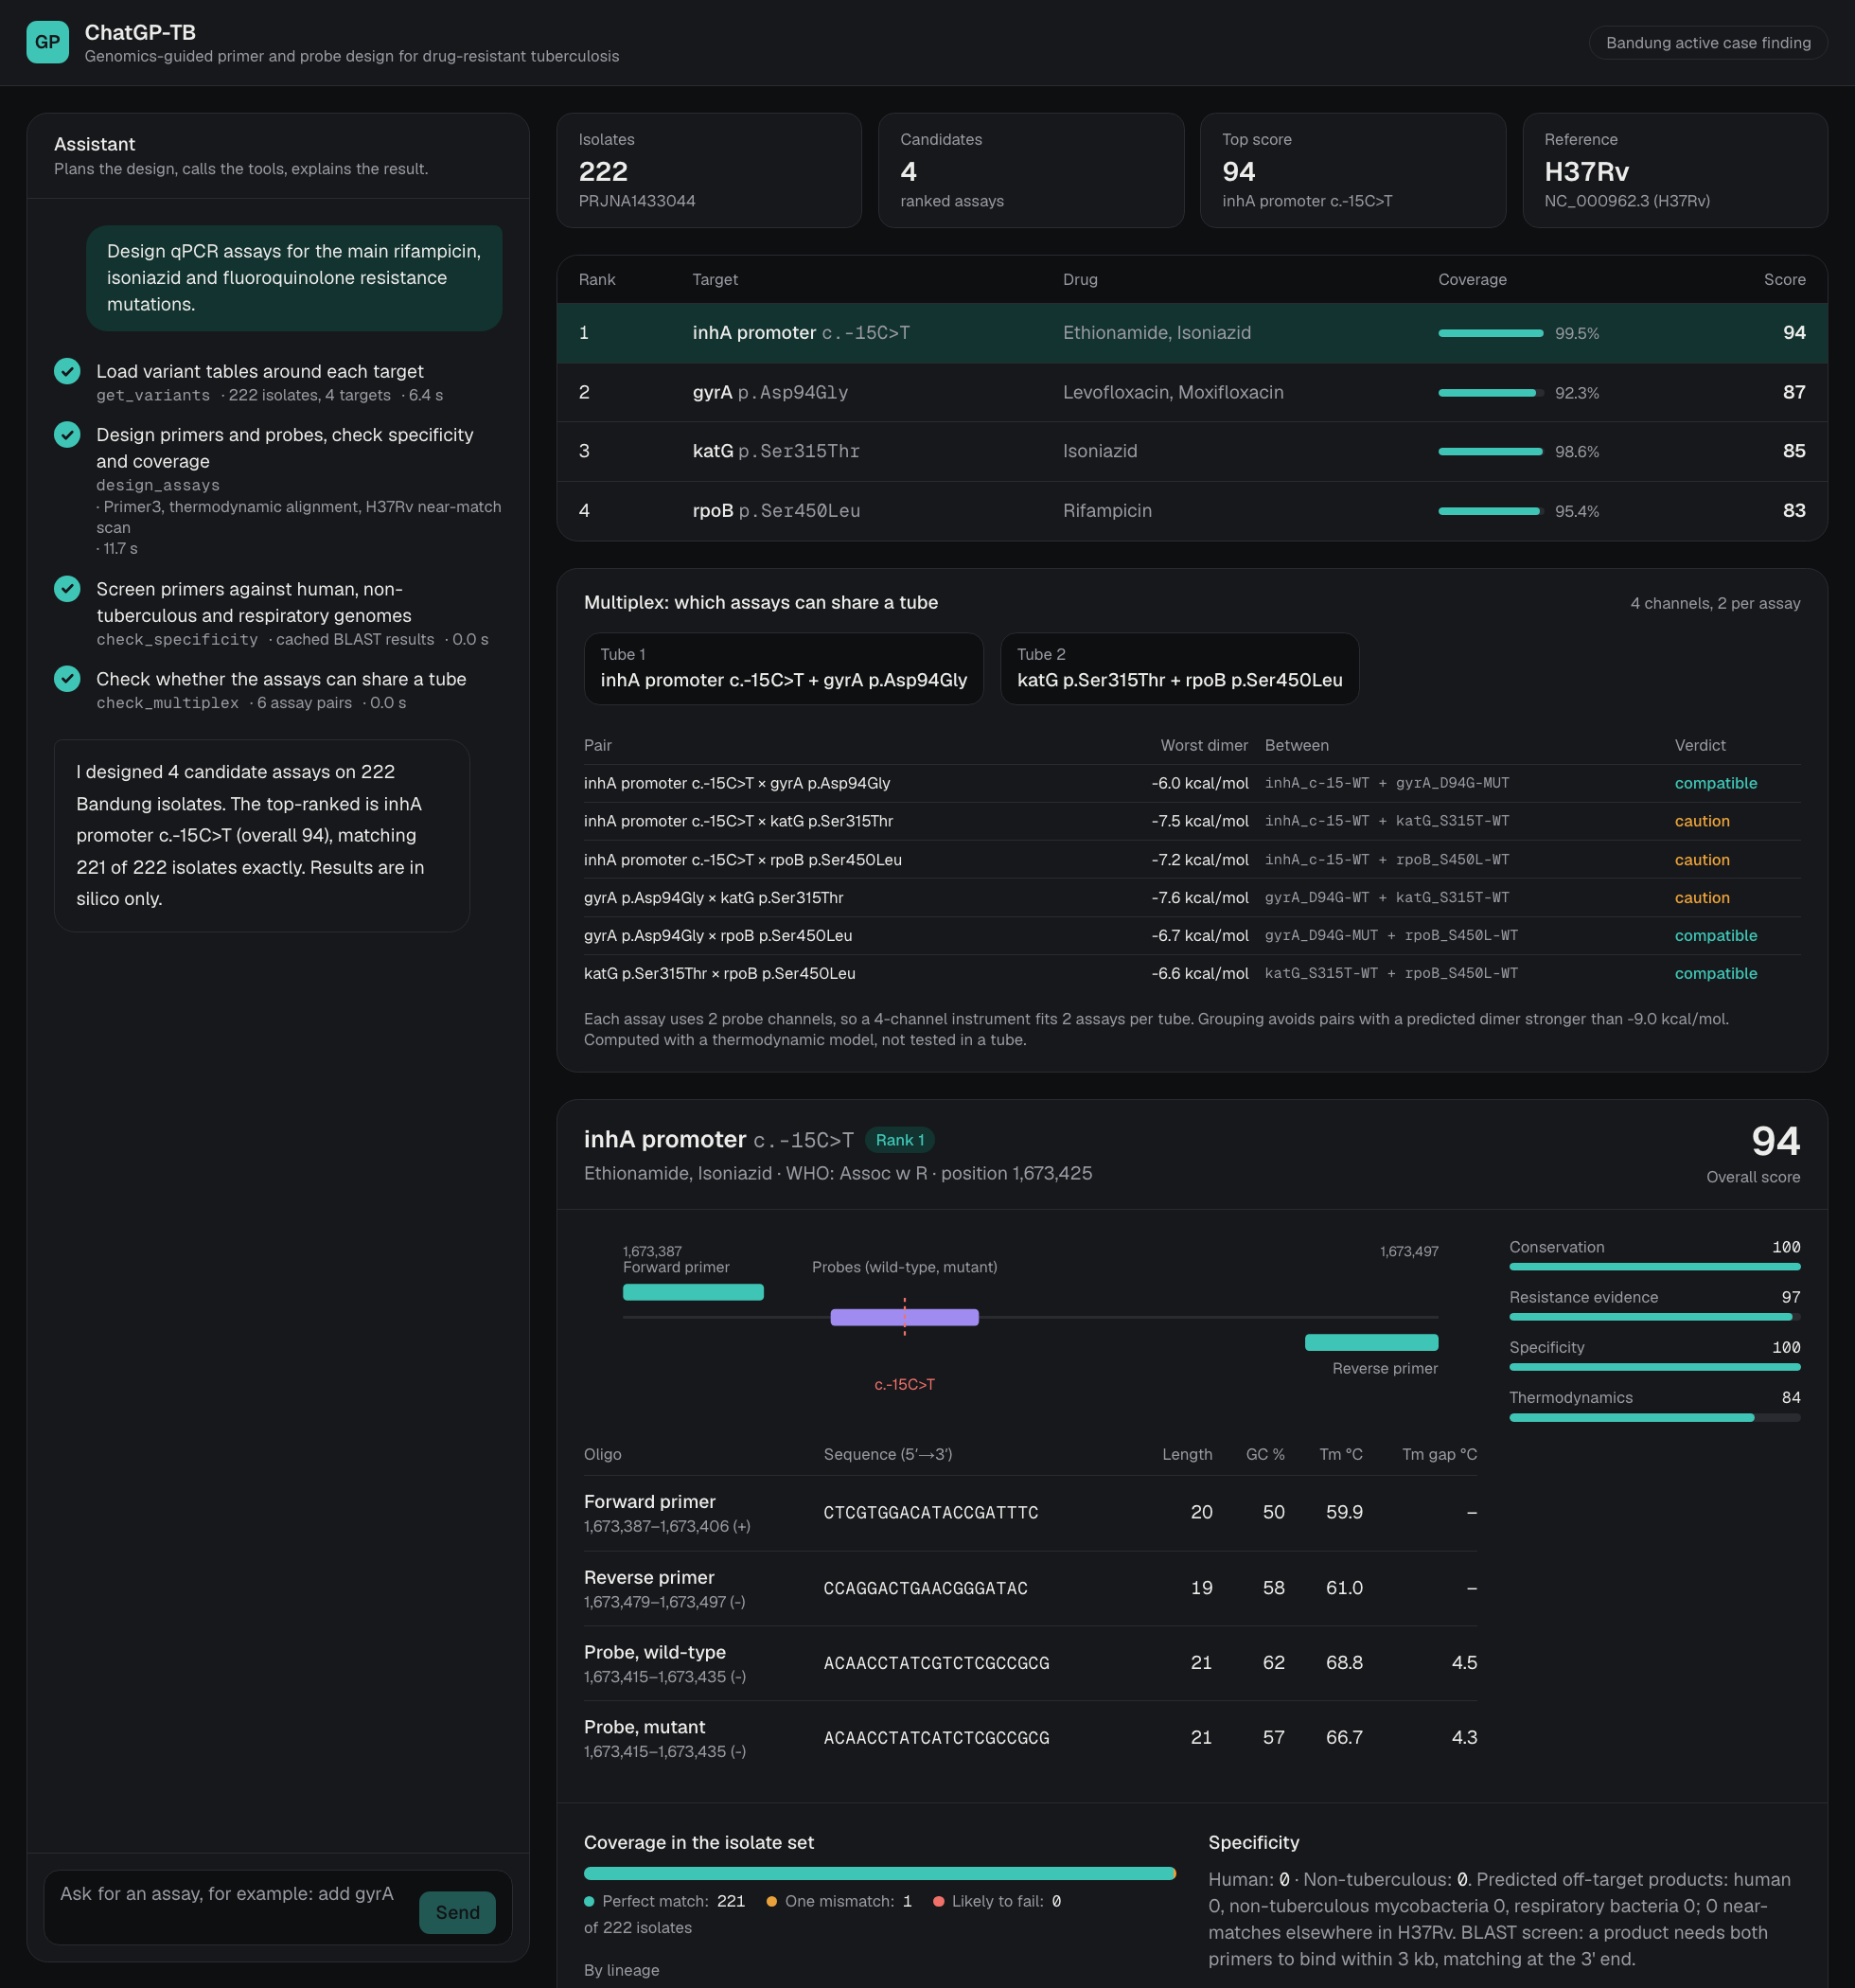 GP
ChatGP-TB
Genomics-guided primer and probe design for drug-resistant tuberculosis
Bandung active case finding
Assistant
Plans the design, calls the tools, explains the result.
Design qPCR assays for the main rifampicin,
isoniazid and fluoroquinolone resistance
mutations.
Load variant tables around each target
get_variants · 222 isolates, 4 targets · 6.4 s
Design primers and probes, check specificity
and coverage
design_assays
· Primer3, thermodynamic alignment, H37Rv near-match
scan
· 11.7 s
Screen primers against human, non-
tuberculous and respiratory genomes
check_specificity · cached BLAST results · 0.0 s
Check whether the assays can share a tube
check_multiplex · 6 assay pairs · 0.0 s
I designed 4 candidate assays on 222
Bandung isolates. The top-ranked is inhA
promoter c.-15C>T (overall 94), matching
221 of 222 isolates exactly. Results are in
silico only.
Ask for an assay, for example: add gyrA
Send
Isolates
222
PRJNA1433044
Candidates
4
ranked assays
Top score
94
inhA promoter c.-15C>T
Reference
H37Rv
NC_000962.3 (H37Rv)
Rank Target Drug Coverage Score
1 inhA promoter c.-15C>T Ethionamide, Isoniazid 99.5% 94
2 gyrA p.Asp94Gly Levofloxacin, Moxifloxacin 92.3% 87
3 katG p.Ser315Thr Isoniazid 98.6% 85
4 rpoB p.Ser450Leu Rifampicin 95.4% 83
Multiplex: which assays can share a tube
4 channels, 2 per assay
Tube 1
inhA promoter c.-15C>T + gyrA p.Asp94Gly
Tube 2
katG p.Ser315Thr + rpoB p.Ser450Leu
Pair Worst dimer Between Verdict
inhA promoter c.-15C>T × gyrA p.Asp94Gly -6.0 kcal/mol inhA_c-15-WT + gyrA_D94G-MUT compatible
inhA promoter c.-15C>T × katG p.Ser315Thr -7.5 kcal/mol inhA_c-15-WT + katG_S315T-WT caution
inhA promoter c.-15C>T × rpoB p.Ser450Leu -7.2 kcal/mol inhA_c-15-WT + rpoB_S450L-WT caution
gyrA p.Asp94Gly × katG p.Ser315Thr -7.6 kcal/mol gyrA_D94G-WT + katG_S315T-WT caution
gyrA p.Asp94Gly × rpoB p.Ser450Leu -6.7 kcal/mol gyrA_D94G-MUT + rpoB_S450L-WT compatible
katG p.Ser315Thr × rpoB p.Ser450Leu -6.6 kcal/mol katG_S315T-WT + rpoB_S450L-WT compatible
Each assay uses 2 probe channels, so a 4-channel instrument fits 2 assays per tube. Grouping avoids pairs with a predicted dimer stronger than -9.0 kcal/mol.
Computed with a thermodynamic model, not tested in a tube.
inhA promoter c.-15C>T Rank 1
Ethionamide, Isoniazid · WHO: Assoc w R · position 1,673,425
94
Overall score
1,673,387 1,673,497
Forward primer Probes (wild-type, mutant)
Reverse primer
c.-15C>T
Conservation 100
Resistance evidence 97
Specificity 100
Thermodynamics 84
Oligo Sequence (5′→3′) Length GC % Tm °C Tm gap °C
Forward primer
1,673,387–1,673,406 (+)
CTCGTGGACATACCGATTTC 20 50 59.9 –
Reverse primer
1,673,479–1,673,497 (-)
CCAGGACTGAACGGGATAC 19 58 61.0 –
Probe, wild-type
1,673,415–1,673,435 (-)
ACAACCTATCGTCTCGCCGCG 21 62 68.8 4.5
Probe, mutant
1,673,415–1,673,435 (-)
ACAACCTATCATCTCGCCGCG 21 57 66.7 4.3
Coverage in the isolate set
Perfect match: 221 One mismatch: 1 Likely to fail: 0
of 222 isolates
By lineage
Specificity
Human: 0 · Non-tuberculous: 0. Predicted off-target products: human
0, non-tuberculous mycobacteria 0, respiratory bacteria 0; 0 near-
matches elsewhere in H37Rv. BLAST screen: a product needs both
primers to bind within 3 kb, matching at the 3' end.